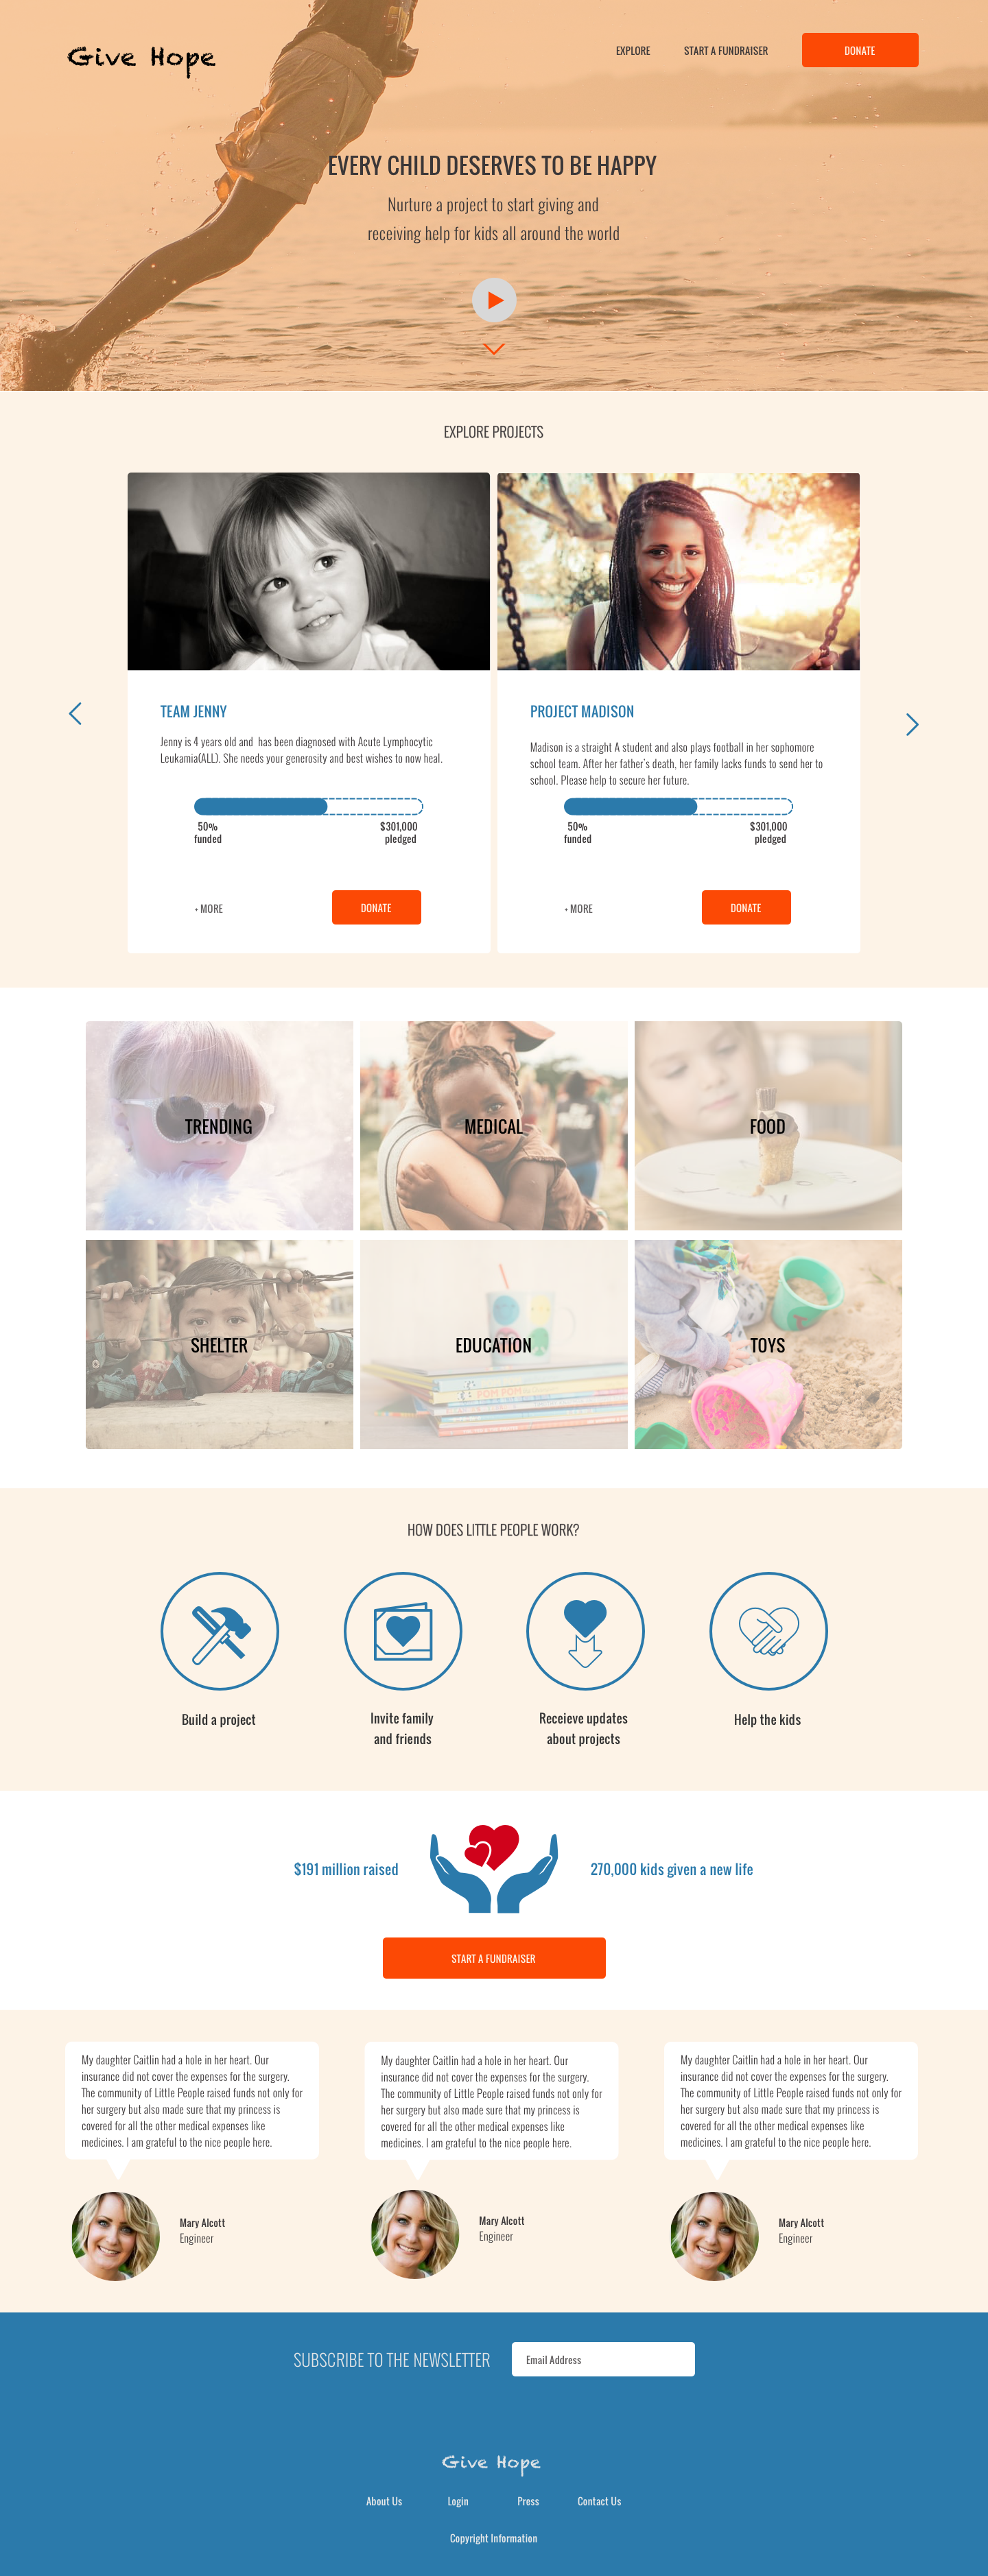 Give Hope
EXPLORE
START A FUNDRAISER
DONATE
EVERY CHILD DESERVES TO BE HAPPY
Nurture a project to start giving and
receiving help for kids all around the world
EXPLORE PROJECTS
TEAM JENNY
Jenny is 4 years old and has been diagnosed with Acute Lymphocytic
Leukamia(ALL). She needs your generosity and best wishes to now heal.
50%
funded
$301,000
pledged
+ MORE
DONATE
PROJECT MADISON
Madison is a straight A student and also plays football in her sophomore
school team. After her father's death, her family lacks funds to send her to
school. Please help to secure her future.
50%
funded
$301,000
pledged
+ MORE
DONATE
TRENDING
MEDICAL
FOOD
SHELTER
EDUCATION
TOYS
HOW DOES LITTLE PEOPLE WORK?
Build a project
Invite family
and friends
Receieve updates
about projects
Help the kids
$191 million raised
270,000 kids given a new life
START A FUNDRAISER
My daughter Caitlin had a hole in her heart. Our
insurance did not cover the expenses for the surgery.
The community of Little People raised funds not only for
her surgery but also made sure that my princess is
covered for all the other medical expenses like
medicines. I am grateful to the nice people here.
Mary Alcott
Engineer
My daughter Caitlin had a hole in her heart. Our
insurance did not cover the expenses for the surgery.
The community of Little People raised funds not only for
her surgery but also made sure that my princess is
covered for all the other medical expenses like
medicines. I am grateful to the nice people here.
Mary Alcott
Engineer
My daughter Caitlin had a hole in her heart. Our
insurance did not cover the expenses for the surgery.
The community of Little People raised funds not only for
her surgery but also made sure that my princess is
covered for all the other medical expenses like
medicines. I am grateful to the nice people here.
Mary Alcott
Engineer
SUBSCRIBE TO THE NEWSLETTER
Email Address
Give Hope
About Us
Login
Press
Contact Us
Copyright Information